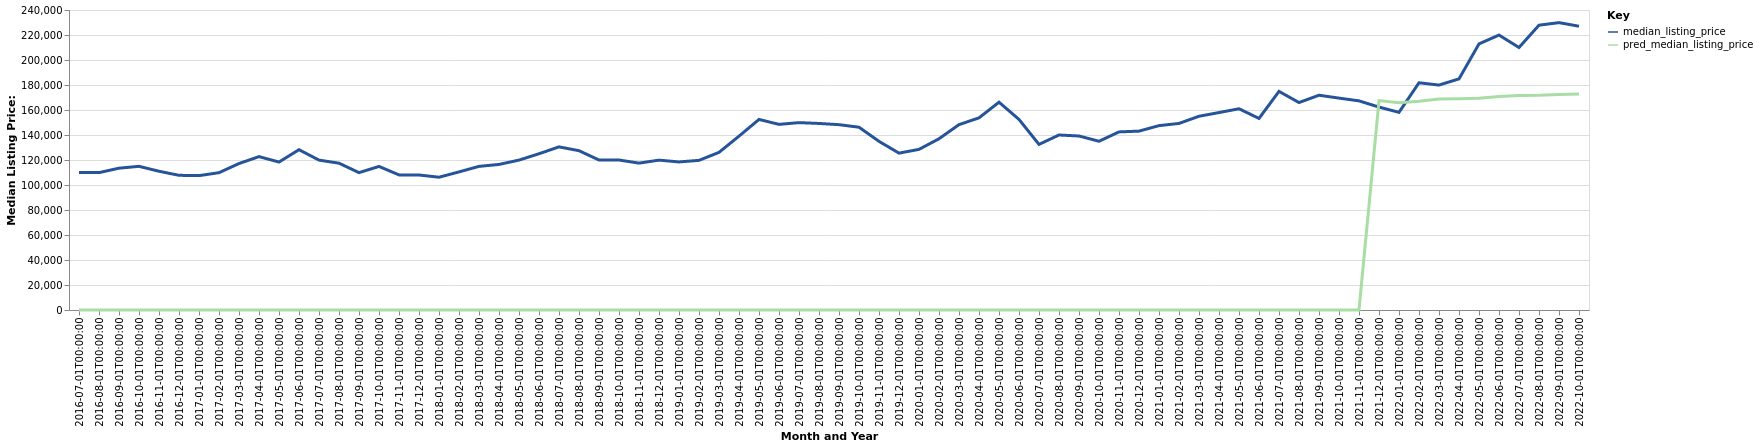 240,000
220,000
200,000
180,000
160,000
140,000
120,000
100,000
80,000
60,000
40,000
20,000
0
Median Listing Price:
2016-07-01T00:00:00
2016-08-01T00:00:00
2016-09-01T00:00:00
2016-10-01T00:00:00
2016-11-01T00:00:00
2016-12-01T00:00:00
2017-01-01T00:00:00
2017-02-01T00:00:00
2017-03-01T00:00:00
2017-04-01T00:00:00
2017-05-01T00:00:00
2017-06-01T00:00:00
2017-07-01T00:00:00
2017-08-01T00:00:00
2017-09-01T00:00:00
2017-10-01T00:00:00
2017-11-01T00:00:00
2017-12-01T00:00:00
2018-01-01T00:00:00
2018-02-01T00:00:00
2018-03-01T00:00:00
2018-04-01T00:00:00
2018-05-01T00:00:00
2018-06-01T00:00:00
2018-07-01T00:00:00
2018-08-01T00:00:00
2018-09-01T00:00:00
2018-10-01T00:00:00
2018-11-01T00:00:00
2018-12-01T00:00:00
2019-01-01T00:00:00
2019-02-01T00:00:00
2019-03-01T00:00:00
2019-04-01T00:00:00
2019-05-01T00:00:00
2019-06-01T00:00:00
2019-07-01T00:00:00
2019-08-01T00:00:00
2019-09-01T00:00:00
2019-10-01T00:00:00
2019-11-01T00:00:00
2019-12-01T00:00:00
2020-01-01T00:00:00
2020-02-01T00:00:00
2020-03-01T00:00:00
2020-04-01T00:00:00
2020-05-01T00:00:00
2020-06-01T00:00:00
2020-07-01T00:00:00
2020-08-01T00:00:00
2020-09-01T00:00:00
2020-10-01T00:00:00
2020-11-01T00:00:00
2020-12-01T00:00:00
2021-01-01T00:00:00
2021-02-01T00:00:00
2021-03-01T00:00:00
2021-04-01T00:00:00
2021-05-01T00:00:00
2021-06-01T00:00:00
2021-07-01T00:00:00
2021-08-01T00:00:00
2021-09-01T00:00:00
2021-10-01T00:00:00
2021-11-01T00:00:00
2021-12-01T00:00:00
2022-01-01T00:00:00
2022-02-01T00:00:00
2022-03-01T00:00:00
2022-04-01T00:00:00
2022-05-01T00:00:00
2022-06-01T00:00:00
2022-07-01T00:00:00
2022-08-01T00:00:00
2022-09-01T00:00:00
2022-10-01T00:00:00
Month and Year
Key
median_listing_price
pred_median_listing_price